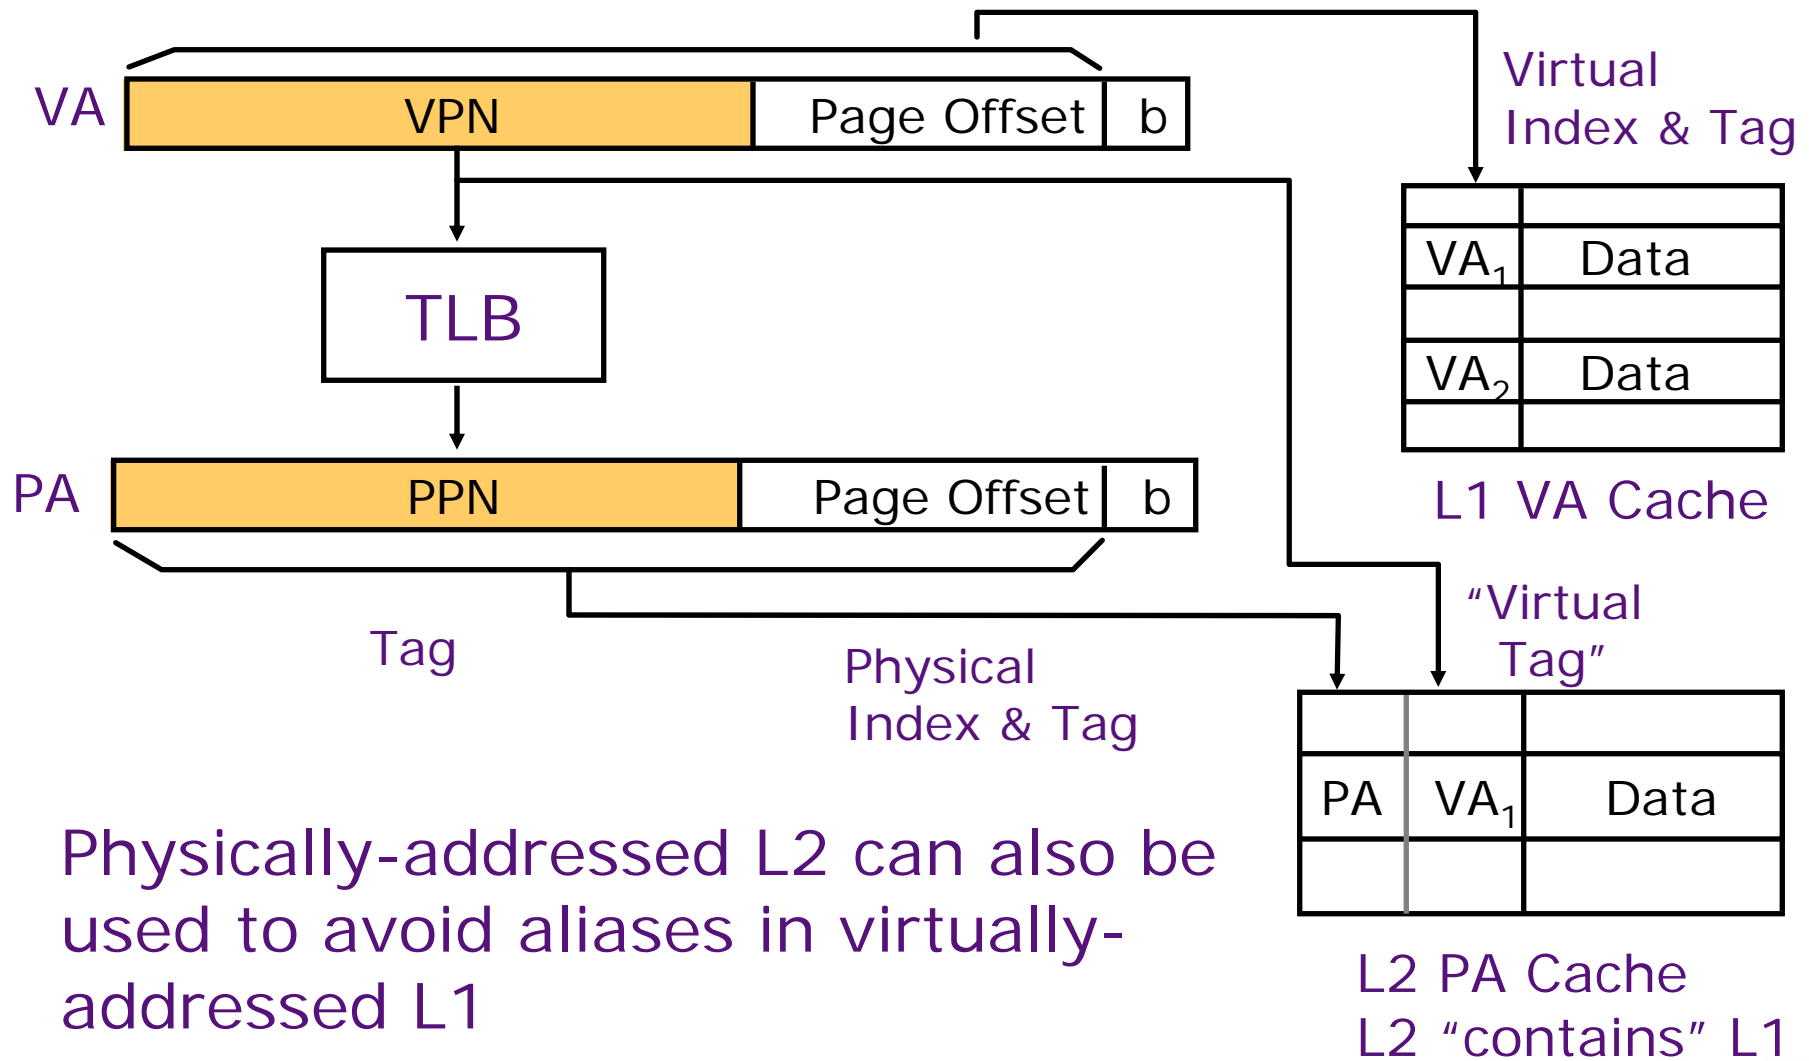 VA
VPN
Page Offset
b
Virtual
Index & Tag
TLB
VA1
Data
VA2
Data
L1 VA Cache
PA
PPN
Page Offset
b
Tag
Physical
Index & Tag
"Virtual
Tag"
PA
VA1
Data
L2 PA Cache
L2 "contains" L1
Physically-addressed L2 can also be
used to avoid aliases in virtually-
addressed L1